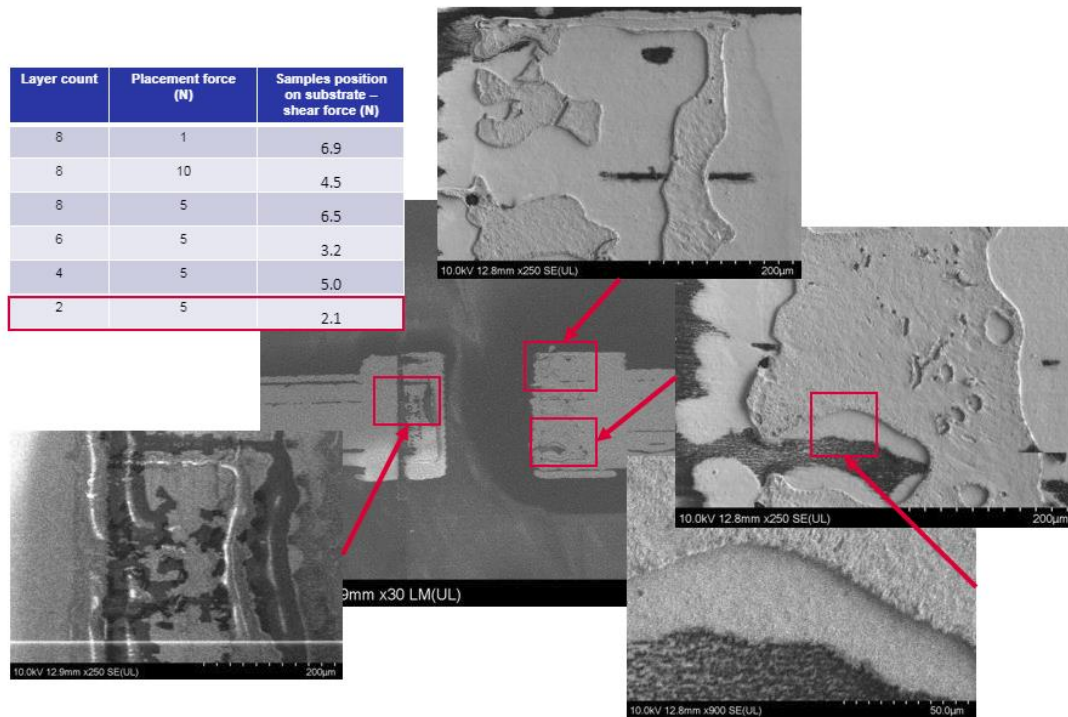 Layer count Placement force (N) Samples position on substrate – shear force (N)
8 1 6.9
8 10 4.5
8 5 6.5
6 5 3.2
4 5 5.0
2 5 2.1
10.0kV 12.8mm x250 SE(UL) 200µm
10.0kV 12.8mm x250 SE(UL) 200µm
9mm x30 LM(UL)
10.0kV 12.9mm x250 SE(UL) 200µm
10.0kV 12.8mm x900 SE(UL) 50.0µm